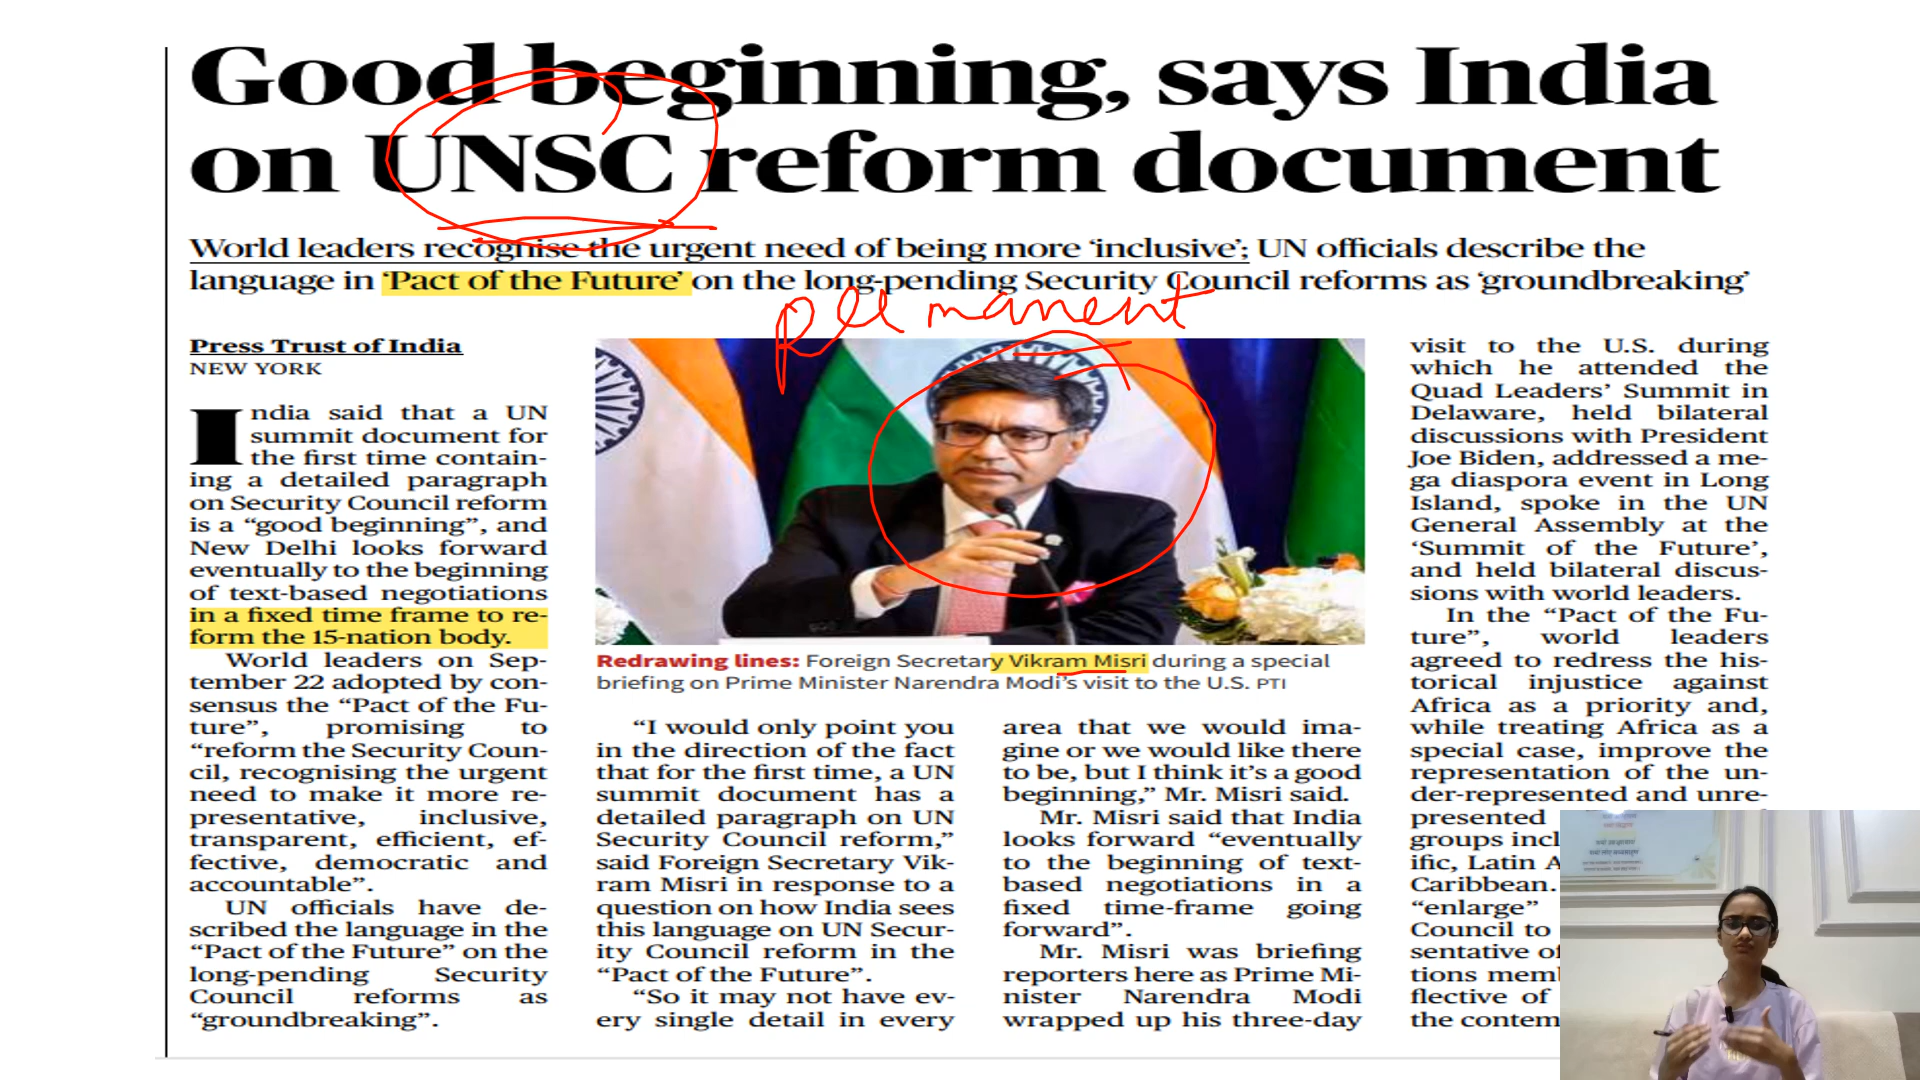 Good beginning, says India
on UNSC reform document
World leaders recognise the urgent need of being more ‘inclusive’; UN officials describe the
language in ‘Pact of the Future’ on the long-pending Security Council reforms as ‘groundbreaking’
permanent
Press Trust of India
NEW YORK
India said that a UN
summit document for
the first time contain-
ing a detailed paragraph
on Security Council reform
is a “good beginning”, and
New Delhi looks forward
eventually to the beginning
of text-based negotiations
in a fixed time frame to re-
form the 15-nation body.
World leaders on Sep-
tember 22 adopted by con-
sensus the “Pact of the Fu-
ture”, promising to
“reform the Security Coun-
cil, recognising the urgent
need to make it more re-
presentative, inclusive,
transparent, efficient, ef-
fective, democratic and
accountable”.
UN officials have de-
scribed the language in the
“Pact of the Future” on the
long-pending Security
Council reforms as
“groundbreaking”.
Redrawing lines: Foreign Secretary Vikram Misri during a special
briefing on Prime Minister Narendra Modi’s visit to the U.S. PTI
“I would only point you
in the direction of the fact
that for the first time, a UN
summit document has a
detailed paragraph on UN
Security Council reform,”
said Foreign Secretary Vik-
ram Misri in response to a
question on how India sees
this language on UN Secur-
ity Council reform in the
“Pact of the Future”.
“So it may not have ev-
ery single detail in every
area that we would ima-
gine or we would like there
to be, but I think it’s a good
beginning,” Mr. Misri said.
Mr. Misri said that India
looks forward “eventually
to the beginning of text-
based negotiations in a
fixed time-frame going
forward”.
Mr. Misri was briefing
reporters here as Prime Mi-
nister Narendra Modi
wrapped up his three-day
visit to the U.S. during
which he attended the
Quad Leaders’ Summit in
Delaware, held bilateral
discussions with President
Joe Biden, addressed a me-
ga diaspora event in Long
Island, spoke in the UN
General Assembly at the
‘Summit of the Future’,
and held bilateral discus-
sions with world leaders.
In the “Pact of the Fu-
ture”, world leaders
agreed to redress the his-
torical injustice against
Africa as a priority and,
while treating Africa as a
special case, improve the
representation of the un-
der-represented and unre-
presented
groups incl
ific, Latin A
Caribbean.
“enlarge”
Council to
sentative of
tions mem
flective of
the contem